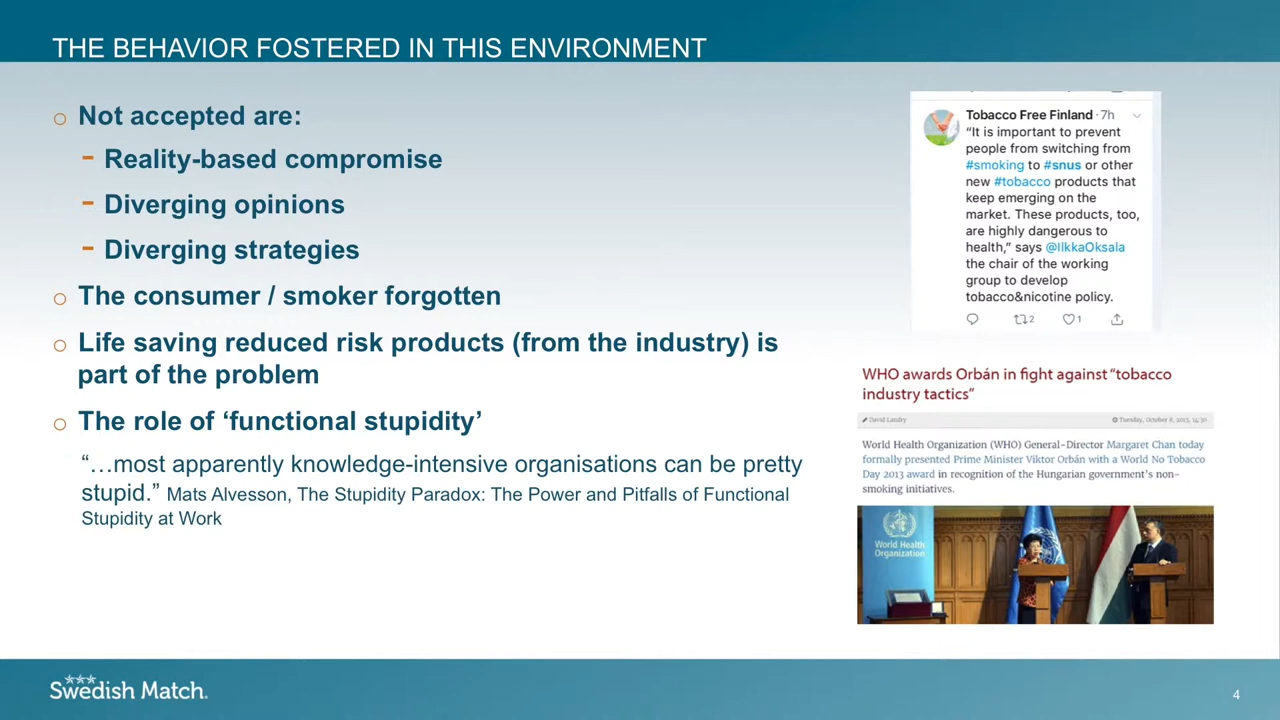 THE BEHAVIOR FOSTERED IN THIS ENVIRONMENT
Not accepted are:
- Reality-based compromise
- Diverging opinions
- Diverging strategies
The consumer / smoker forgotten
Life saving reduced risk products (from the industry) is
part of the problem
The role of ‘functional stupidity’
“…most apparently knowledge-intensive organisations can be pretty
stupid.” Mats Alvesson, The Stupidity Paradox: The Power and Pitfalls of Functional
Stupidity at Work
Tobacco Free Finland · 7h
“It is important to prevent
people from switching from
#smoking to #snus or other
new #tobacco products that
keep emerging on the
market. These products, too,
are highly dangerous to
health,” says @IlkkaOksala
the chair of the working
group to develop
tobacco&nicotine policy.
2 1
WHO awards Orbán in fight against “tobacco
industry tactics”
David Landry Tuesday, October 8, 2013, 14:30
World Health Organization (WHO) General-Director Margaret Chan today
formally presented Prime Minister Viktor Orbán with a World No Tobacco
Day 2013 award in recognition of the Hungarian government's non-
smoking initiatives.
World Health
Organization
Swedish Match.
4